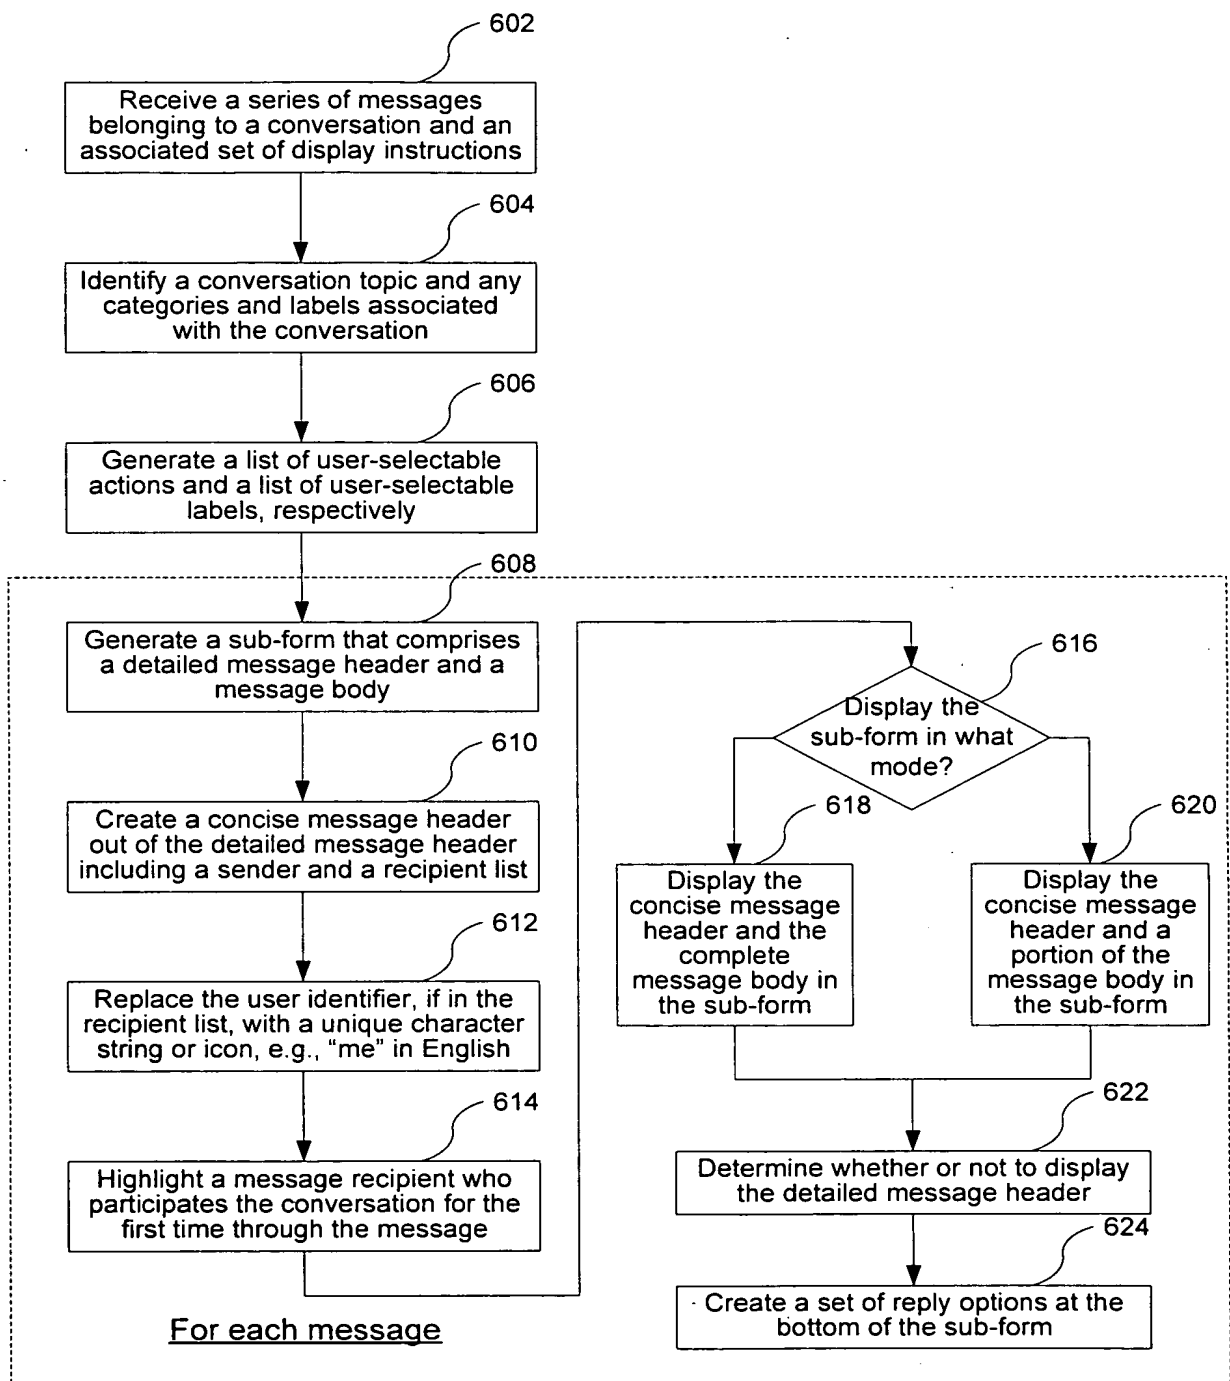 602
Receive a series of messages
belonging to a conversation and an
associated set of display instructions
604
Identify a conversation topic and any
categories and labels associated
with the conversation
606
Generate a list of user-selectable
actions and a list of user-selectable
labels, respectively
608
Generate a sub-form that comprises
a detailed message header and a
message body
610
Create a concise message header
out of the detailed message header
including a sender and a recipient list
612
Replace the user identifier, if in the
recipient list, with a unique character
string or icon, e.g., “me” in English
614
Highlight a message recipient who
participates the conversation for the
first time through the message
For each message
616
Display the
sub-form in what
mode?
618
Display the
concise message
header and the
complete
message body in
the sub-form
620
Display the
concise message
header and a
portion of the
message body in
the sub-form
622
Determine whether or not to display
the detailed message header
624
Create a set of reply options at the
bottom of the sub-form